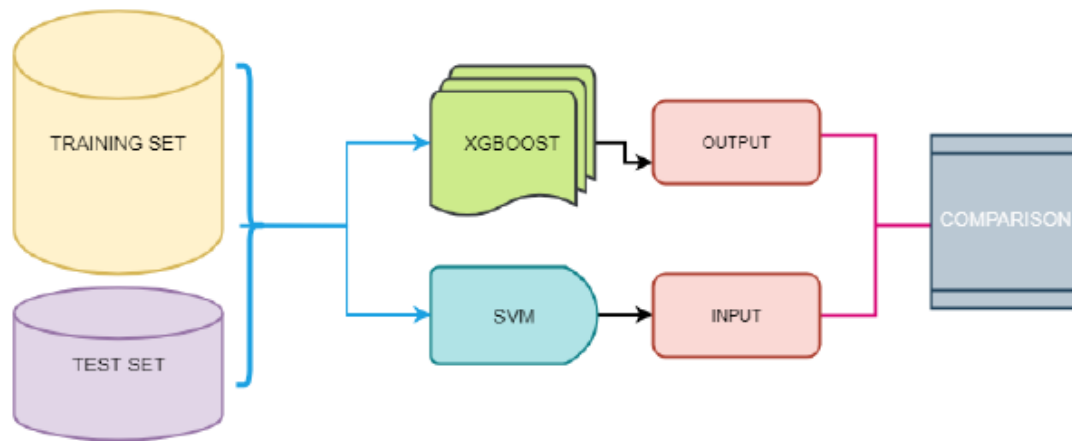 TRAINING SET
TEST SET
XGBOOST
OUTPUT
SVM
INPUT
COMPARISON